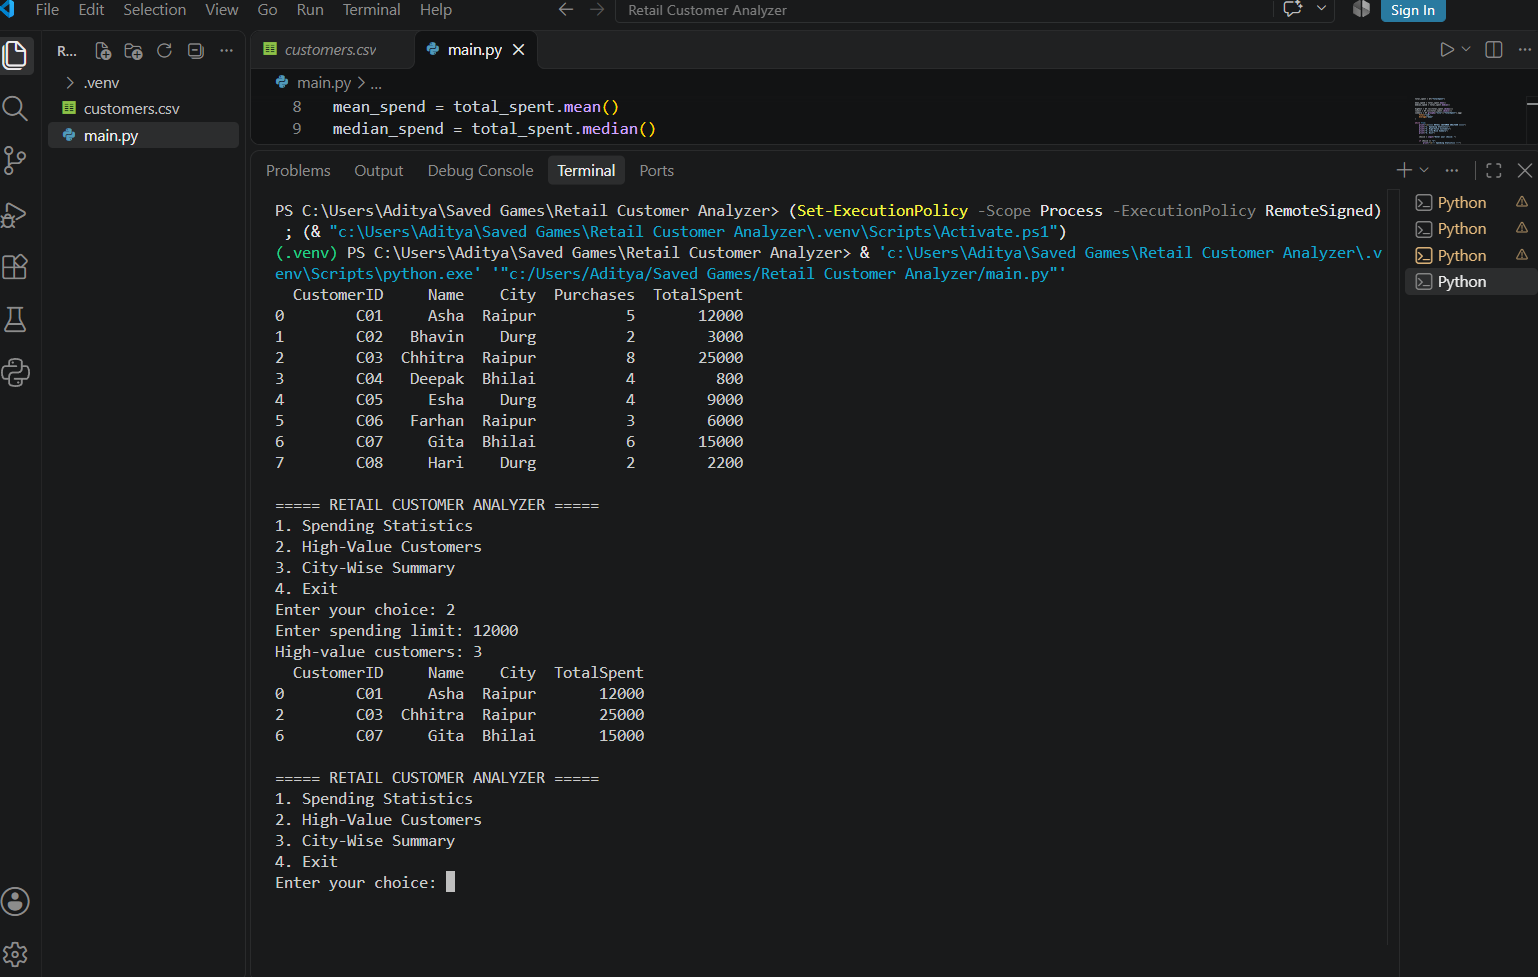 File Edit Selection View Go Run Terminal Help Retail Customer Analyzer Sign In
R... customers.csv main.py
.venv
customers.csv
main.py
main.py > ...
8 mean_spend = total_spent.mean()
9 median_spend = total_spent.median()
Problems Output Debug Console Terminal Ports
PS C:\Users\Aditya\Saved Games\Retail Customer Analyzer> (Set-ExecutionPolicy -Scope Process -ExecutionPolicy RemoteSigned)
; (& "c:\Users\Aditya\Saved Games\Retail Customer Analyzer\.venv\Scripts\Activate.ps1")
(.venv) PS C:\Users\Aditya\Saved Games\Retail Customer Analyzer> & 'c:\Users\Aditya\Saved Games\Retail Customer Analyzer\.v
env\Scripts\python.exe' '"c:/Users/Aditya/Saved Games/Retail Customer Analyzer/main.py"'
CustomerID Name City Purchases TotalSpent
0 C01 Asha Raipur 5 12000
1 C02 Bhavin Durg 2 3000
2 C03 Chhitra Raipur 8 25000
3 C04 Deepak Bhilai 4 800
4 C05 Esha Durg 4 9000
5 C06 Farhan Raipur 3 6000
6 C07 Gita Bhilai 6 15000
7 C08 Hari Durg 2 2200
===== RETAIL CUSTOMER ANALYZER =====
1. Spending Statistics
2. High-Value Customers
3. City-Wise Summary
4. Exit
Enter your choice: 2
Enter spending limit: 12000
High-value customers: 3
CustomerID Name City TotalSpent
0 C01 Asha Raipur 12000
2 C03 Chhitra Raipur 25000
6 C07 Gita Bhilai 15000
===== RETAIL CUSTOMER ANALYZER =====
1. Spending Statistics
2. High-Value Customers
3. City-Wise Summary
4. Exit
Enter your choice:
Python
Python
Python
Python